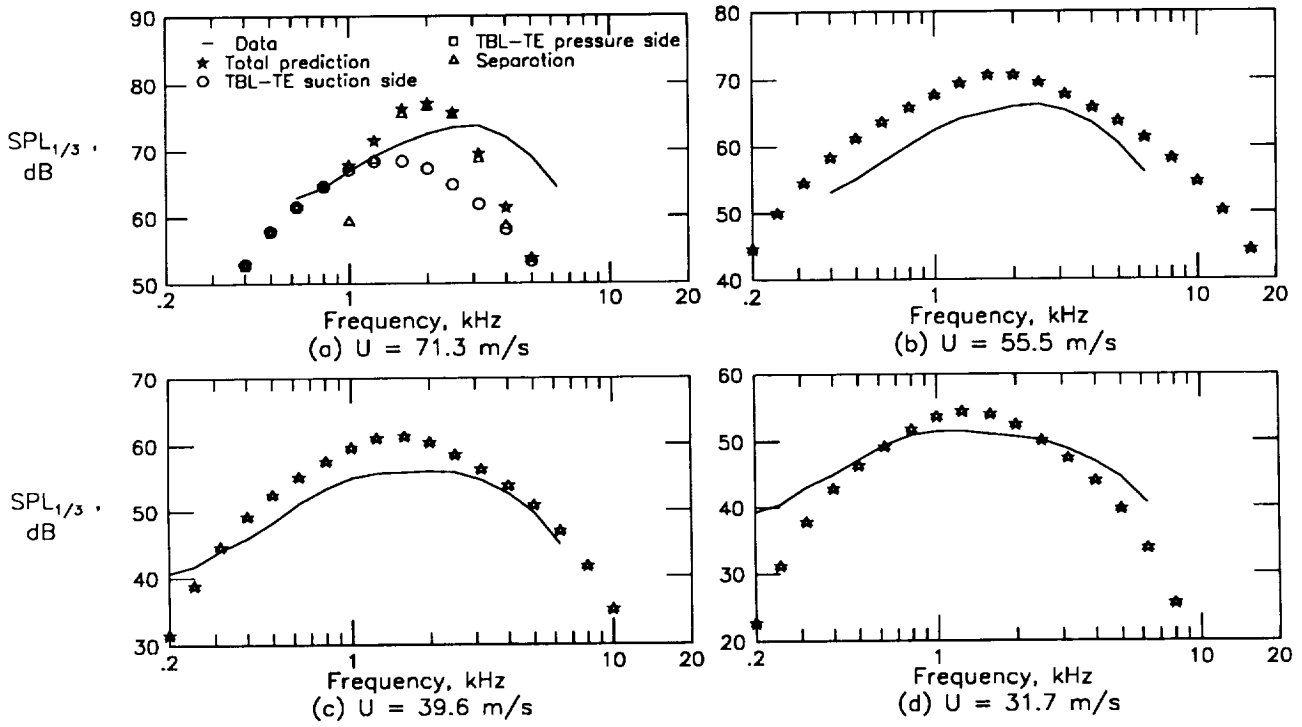 90
80
70
60
50
SPL1/3 ,
dB
— Data
★ Total prediction
○ TBL–TE suction side
□ TBL–TE pressure side
△ Separation
.2 1 10 20
Frequency, kHz
(a) U = 71.3 m/s
80
70
60
50
40
.2 1 10 20
Frequency, kHz
(b) U = 55.5 m/s
70
60
50
40
30
SPL1/3 ,
dB
.2 1 10 20
Frequency, kHz
(c) U = 39.6 m/s
60
50
40
30
20
.2 1 10 20
Frequency, kHz
(d) U = 31.7 m/s